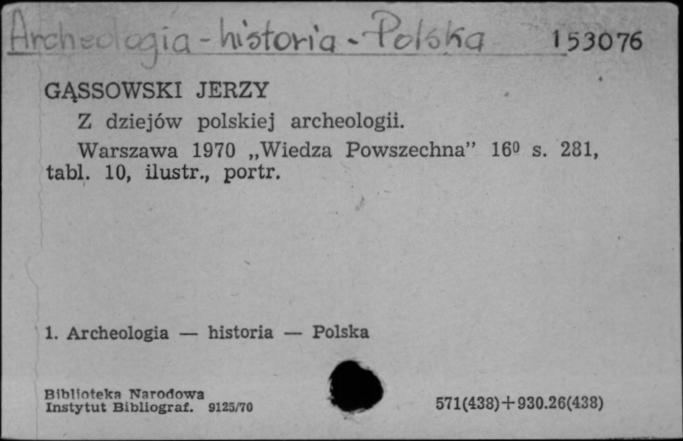 Archeologia - historia - Polska 153076
GĄSSOWSKI JERZY
Z dziejów polskiej archeologii.
Warszawa 1970 „Wiedza Powszechna” 16⁰ s. 281,
tabl. 10, ilustr., portr.
1. Archeologia — historia — Polska
Biblioteka Narodowa
Instytut Bibliograf. 9125/70
571(438)+930.26(438)